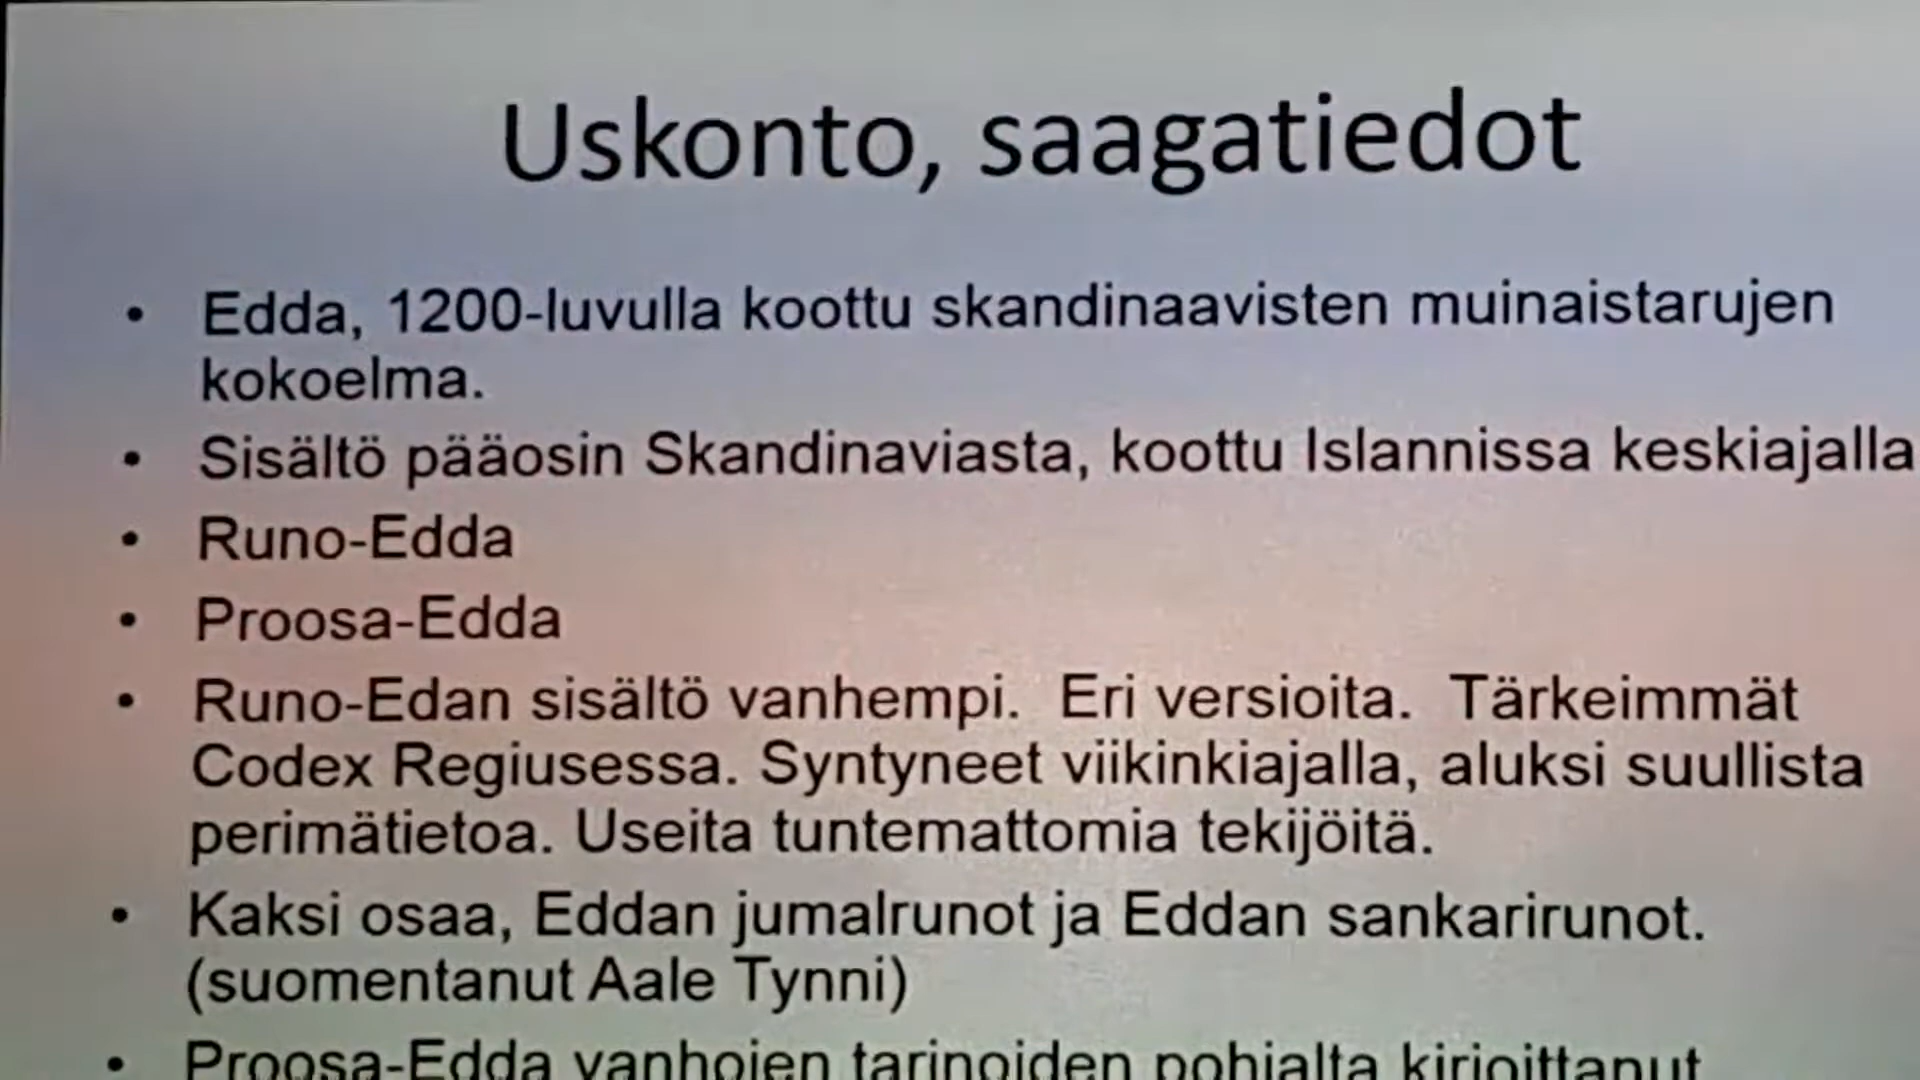 Uskonto, saagatiedot
• Edda, 1200-luvulla koottu skandinaavisten muinaistarujen
kokoelma.
• Sisältö pääosin Skandinaviasta, koottu Islannissa keskiajalla
• Runo-Edda
• Proosa-Edda
• Runo-Edan sisältö vanhempi. Eri versioita. Tärkeimmät
Codex Regiusessa. Syntyneet viikinkiajalla, aluksi suullista
perimätietoa. Useita tuntemattomia tekijöitä.
• Kaksi osaa, Eddan jumalrunot ja Eddan sankarirunot.
(suomentanut Aale Tynni)
• Proosa-Edda vanhojen tarinoiden pohjalta kirjoittanut